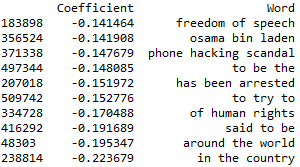 Coefficient Word
183898 -0.141464 freedom of speech
356524 -0.141908 osama bin laden
371338 -0.147679 phone hacking scandal
497344 -0.148085 to be the
207018 -0.151972 has been arrested
509742 -0.152776 to try to
334728 -0.170488 of human rights
416292 -0.191689 said to be
48303 -0.195347 around the world
238814 -0.223679 in the country